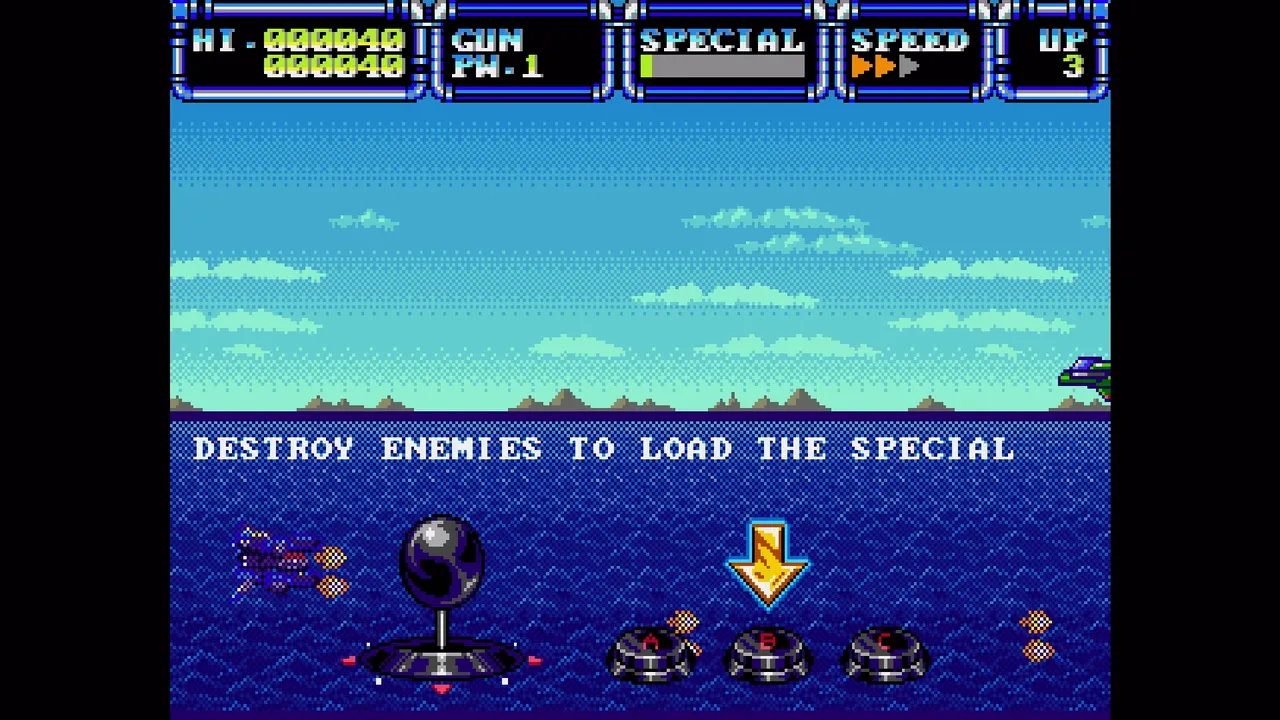 HI.000040 GUN SPECIAL SPEED UP
000040 PW.1 3
DESTROY ENEMIES TO LOAD THE SPECIAL
A B C